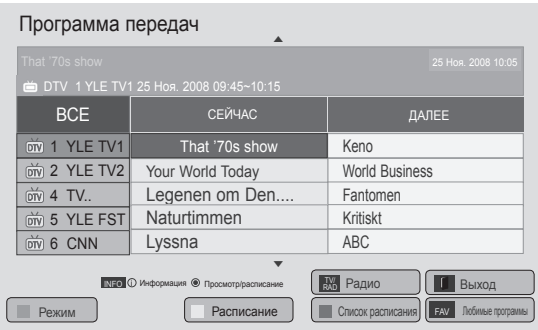 Программа передач
That '70s show 25 Ноя. 2008 10:05
DTV 1 YLE TV1 25 Ноя. 2008 09:45~10:15
ВСЕ СЕЙЧАС ДАЛЕЕ
DTV 1 YLE TV1 That '70s show Keno
DTV 2 YLE TV2 Your World Today World Business
DTV 4 TV.. Legenen om Den.... Fantomen
DTV 5 YLE FST Naturtimmen Kritiskt
DTV 6 CNN Lyssna ABC
INFO i Информация Просмотр/расписание TV/RAD Радио Выход
Режим Расписание Список расписания FAV Любимые программы